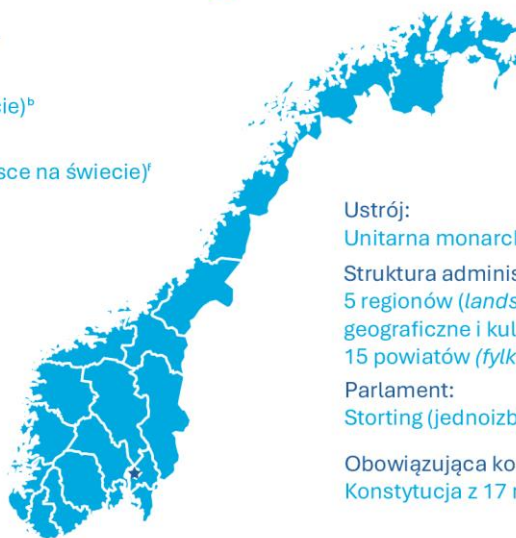 cie)ᵇ
sce na świecie)ᶠ
Ustrój:
Unitarna monarch
Struktura adminis
5 regionów (lands
geograficzne i kul
15 powiatów (fylk
Parlament:
Storting (jednoizb
Obowiązująca ko
Konstytucja z 17 r